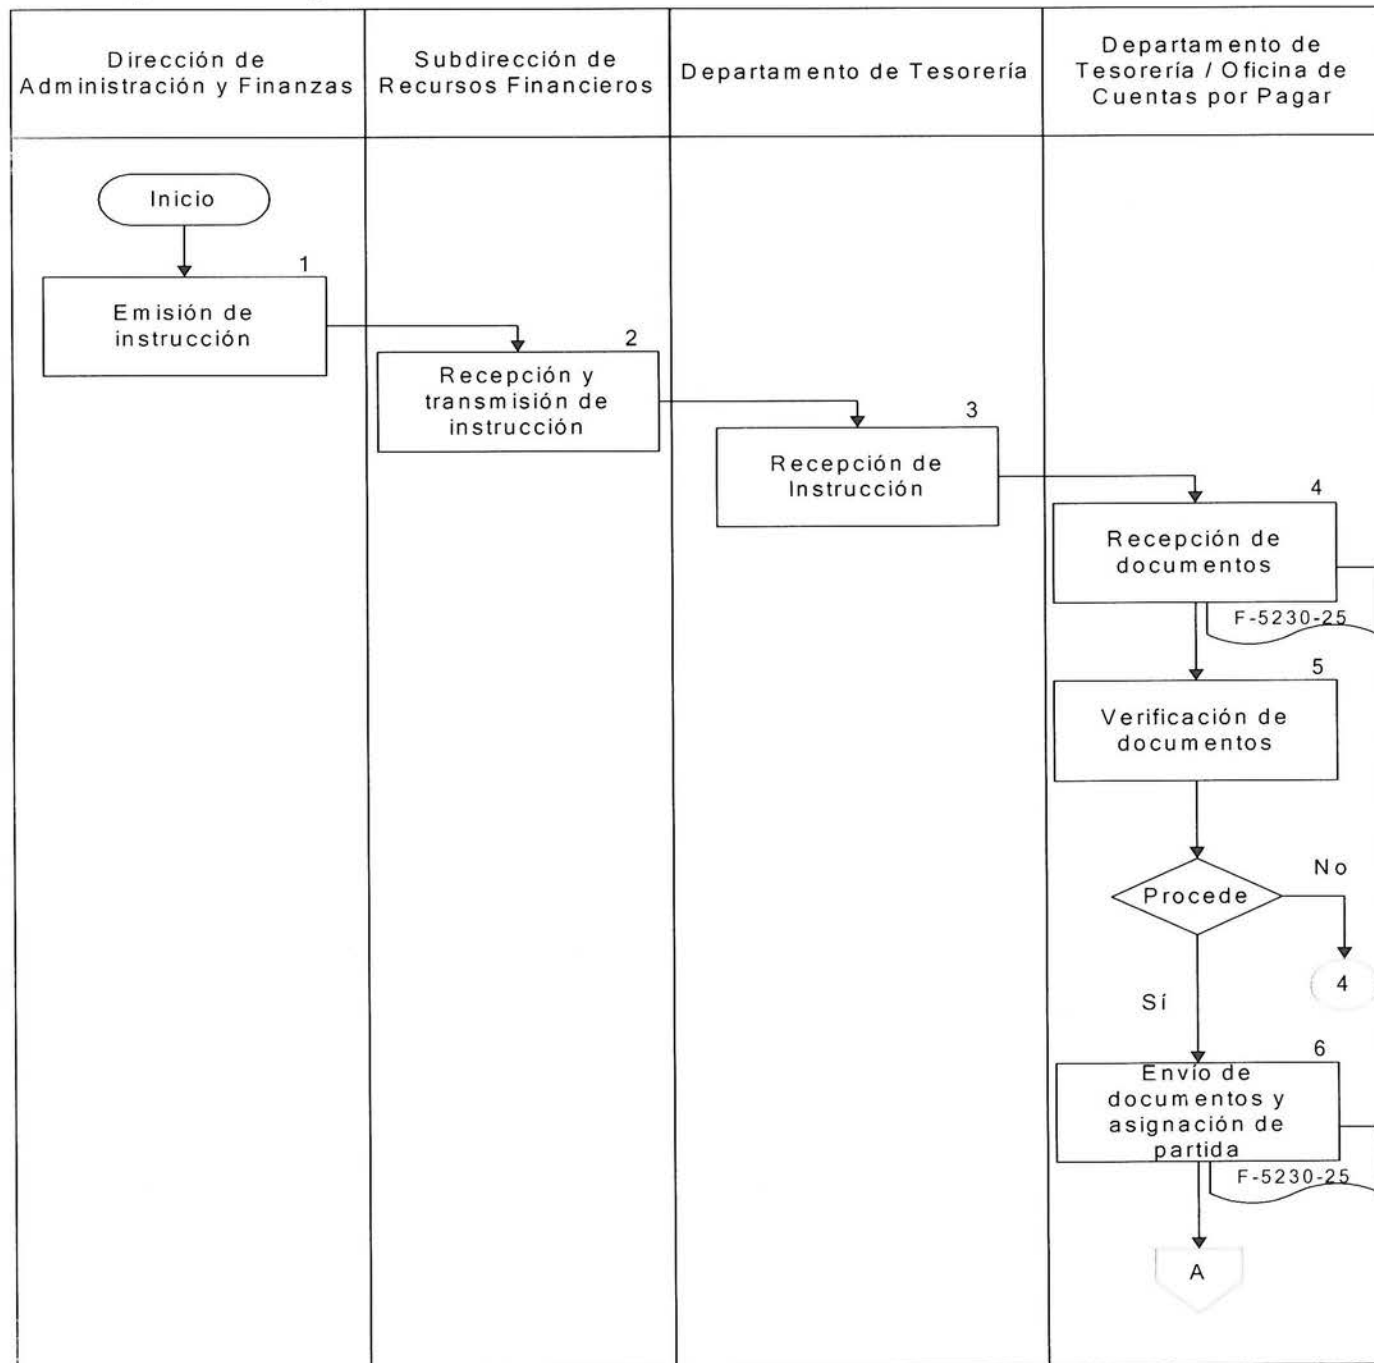 Dirección de
Administración y Finanzas
Subdirección de
Recursos Financieros
Departamento de Tesorería
Departamento de
Tesorería / Oficina de
Cuentas por Pagar
Inicio
1
Emisión de
instrucción
2
Recepción y
transmisión de
instrucción
3
Recepción de
Instrucción
4
Recepción de
documentos
F-5230-25
5
Verificación de
documentos
Procede
No
4
Sí
6
Envío de
documentos y
asignación de
partida
F-5230-25
A